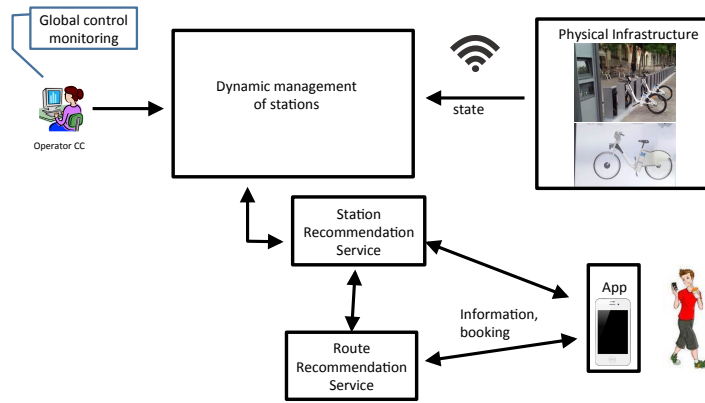 Global control
monitoring
Operator CC
Dynamic management
of stations
state
Physical Infrastructure
Station
Recommendation
Service
Information,
booking
App
Route
Recommendation
Service